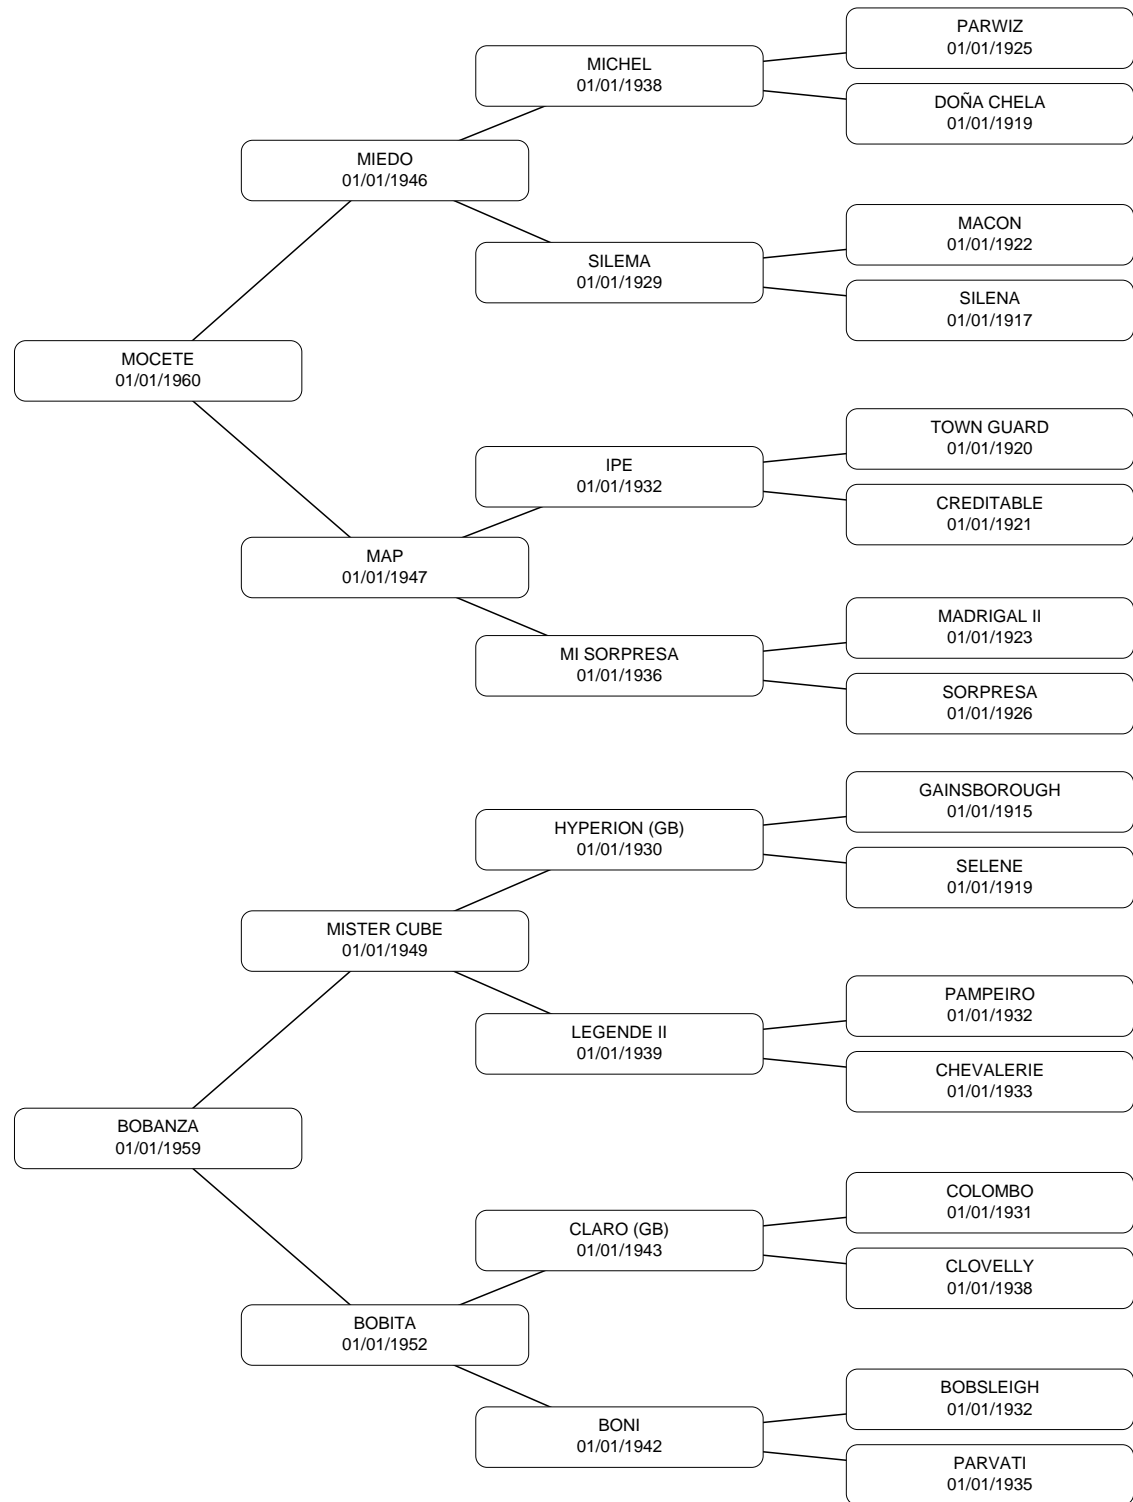 PARWIZ
01/01/1925
MICHEL
01/01/1938
DOÑA CHELA
01/01/1919
MIEDO
01/01/1946
MACON
01/01/1922
SILEMA
01/01/1929
SILENA
01/01/1917
MOCETE
01/01/1960
TOWN GUARD
01/01/1920
IPE
01/01/1932
CREDITABLE
01/01/1921
MAP
01/01/1947
MADRIGAL II
01/01/1923
MI SORPRESA
01/01/1936
SORPRESA
01/01/1926
GAINSBOROUGH
01/01/1915
HYPERION (GB)
01/01/1930
SELENE
01/01/1919
MISTER CUBE
01/01/1949
PAMPEIRO
01/01/1932
LEGENDE II
01/01/1939
CHEVALERIE
01/01/1933
BOBANZA
01/01/1959
COLOMBO
01/01/1931
CLARO (GB)
01/01/1943
CLOVELLY
01/01/1938
BOBITA
01/01/1952
BOBSLEIGH
01/01/1932
BONI
01/01/1942
PARVATI
01/01/1935